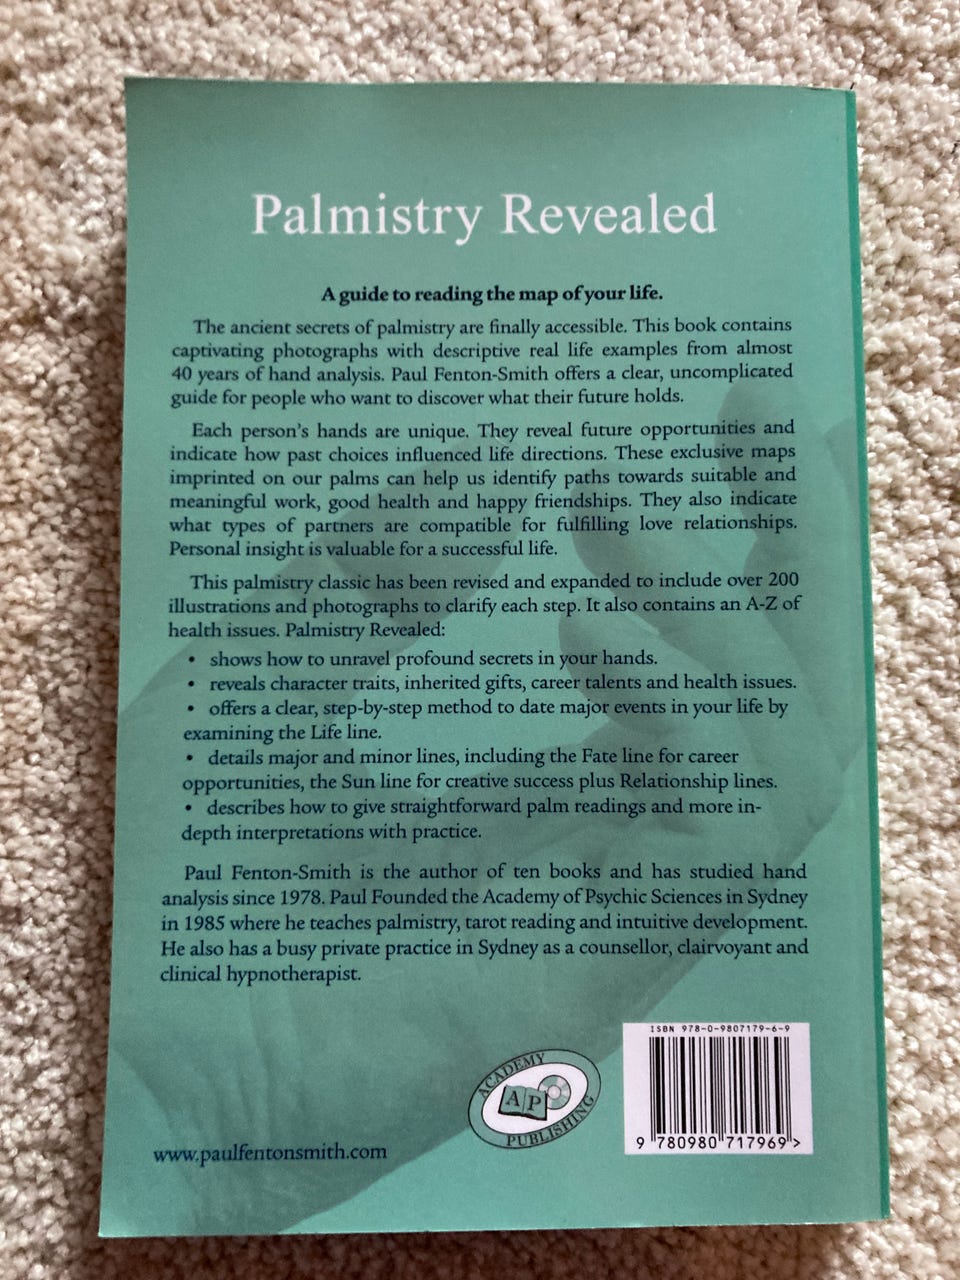 Palmistry Revealed
A guide to reading the map of your life.
The ancient secrets of palmistry are finally accessible. This book contains
captivating photographs with descriptive real life examples from almost
40 years of hand analysis. Paul Fenton-Smith offers a clear, uncomplicated
guide for people who want to discover what their future holds.
Each person's hands are unique. They reveal future opportunities and
indicate how past choices influenced life directions. These exclusive maps
imprinted on our palms can help us identify paths towards suitable and
meaningful work, good health and happy friendships. They also indicate
what types of partners are compatible for fulfilling love relationships.
Personal insight is valuable for a successful life.
This palmistry classic has been revised and expanded to include over 200
illustrations and photographs to clarify each step. It also contains an A-Z of
health issues. Palmistry Revealed:
• shows how to unravel profound secrets in your hands.
• reveals character traits, inherited gifts, career talents and health issues.
• offers a clear, step-by-step method to date major events in your life by
examining the Life line.
• details major and minor lines, including the Fate line for career
opportunities, the Sun line for creative success plus Relationship lines.
• describes how to give straightforward palm readings and more in-
depth interpretations with practice.
Paul Fenton-Smith is the author of ten books and has studied hand
analysis since 1978. Paul Founded the Academy of Psychic Sciences in Sydney
in 1985 where he teaches palmistry, tarot reading and intuitive development.
He also has a busy private practice in Sydney as a counsellor, clairvoyant and
clinical hypnotherapist.
ISBN 978-0-9807179-6-9
ACADEMY
AP
PUBLISHING
9 780980 717969 >
www.paulfentonsmith.com